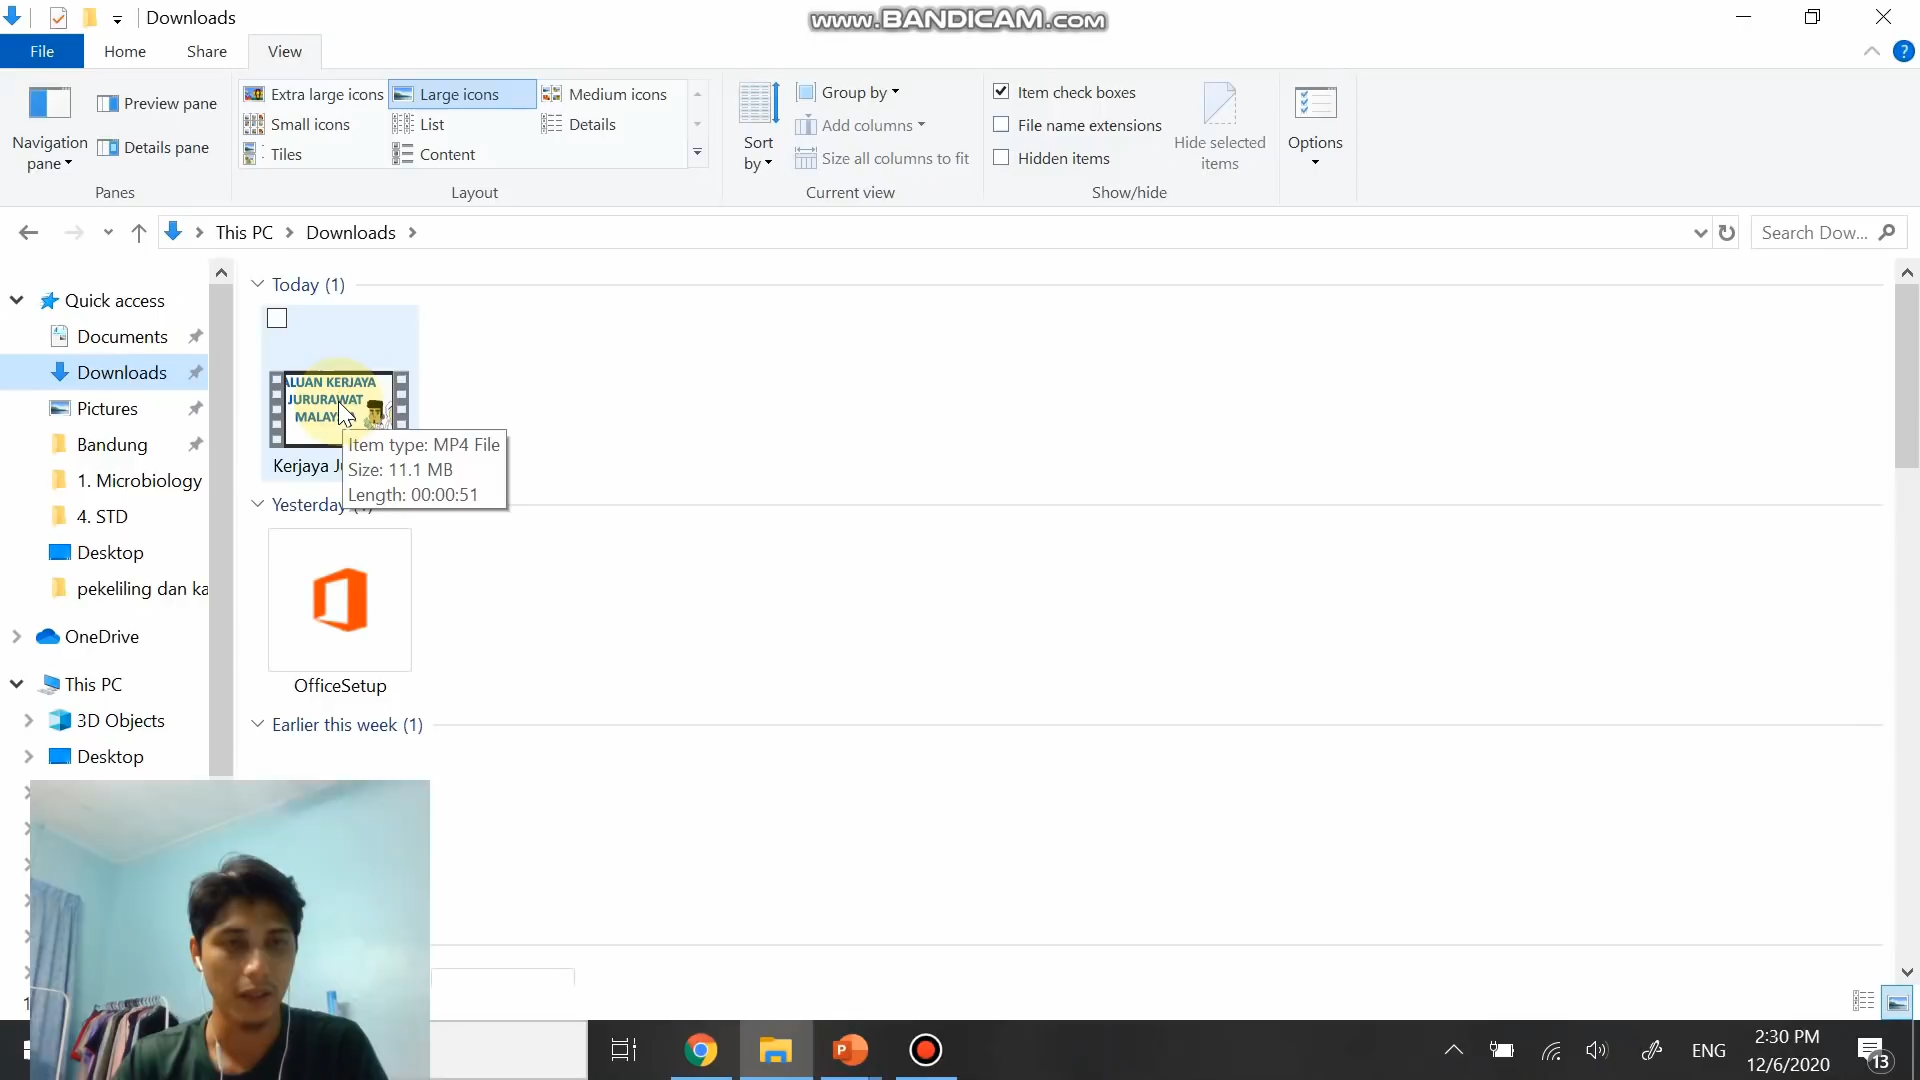 Downloads
www.BANDICAM.com
File
Home
Share
View
Navigation pane
Preview pane
Details pane
Panes
Extra large icons
Large icons
Medium icons
Small icons
List
Details
Tiles
Content
Layout
Sort by
Group by
Add columns
Size all columns to fit
Current view
Item check boxes
File name extensions
Hidden items
Hide selected items
Show/hide
Options
This PC
Downloads
Search Dow...
Quick access
Documents
Downloads
Pictures
Bandung
1. Microbiology
4. STD
Desktop
pekeliling dan ka
OneDrive
This PC
3D Objects
Desktop
Today (1)
ALUAN KERJAYA
JURURAWAT
MALAY
Kerjaya
Item type: MP4 File
Size: 11.1 MB
Length: 00:00:51
Yesterday
OfficeSetup
Earlier this week (1)
ENG
2:30 PM
12/6/2020
13